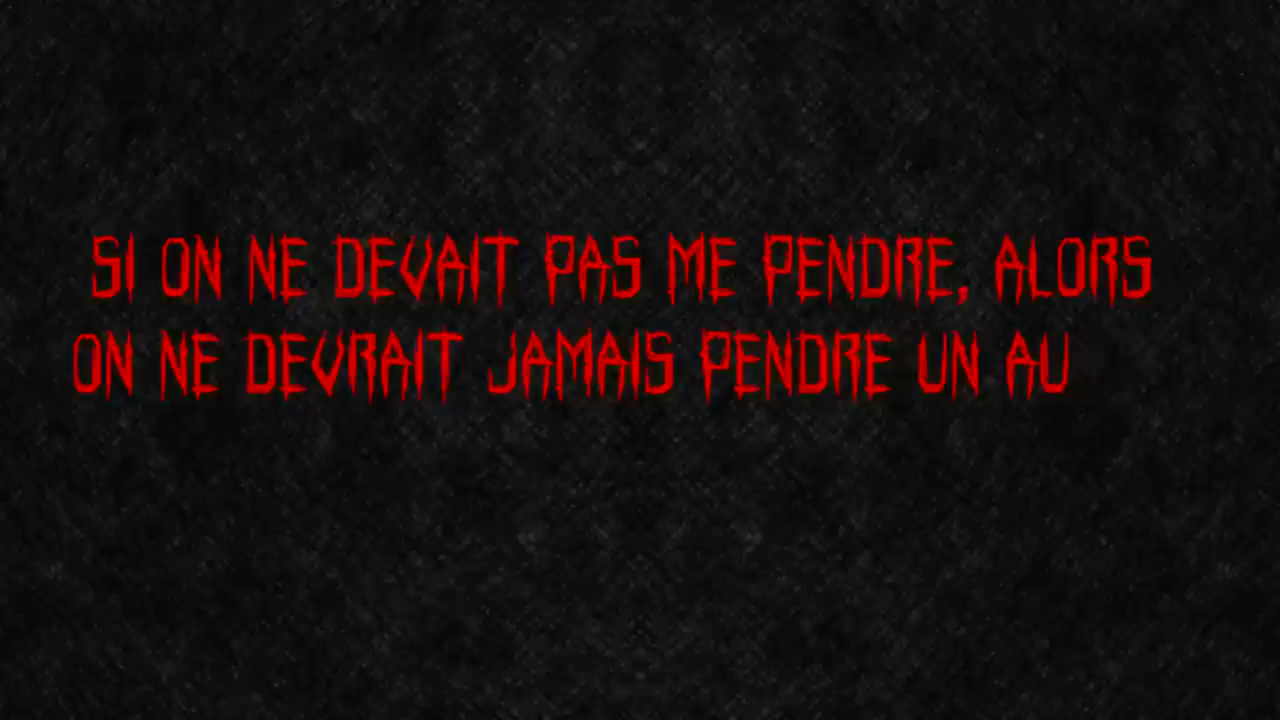 SI ON NE DEVAIT PAS ME PENDRE, ALORS
ON NE DEVRAIT JAMAIS PENDRE UN AU